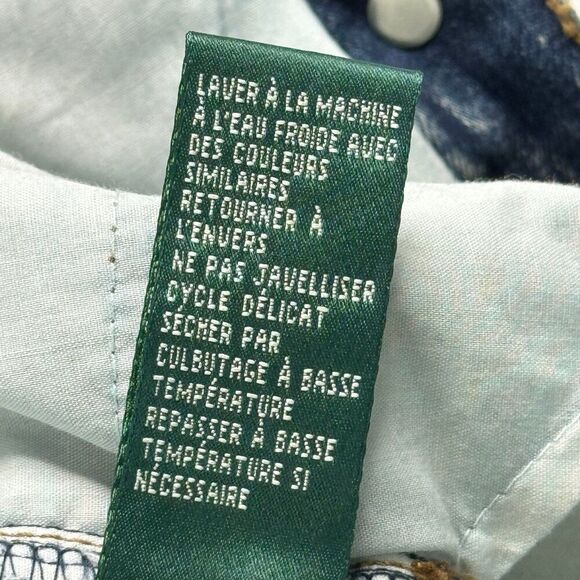 LAVER À LA MACHINE
À L'EAU FROIDE AVEC
DES COULEURS
SIMILAIRES
RETOURNER À
L'ENVERS
NE PAS JAVELLISER
CYCLE DÉLICAT
SÉCHER PAR
CULBUTAGE À BASSE
TEMPÉRATURE
REPASSER À BASSE
TEMPÉRATURE SI
NÉCESSAIRE